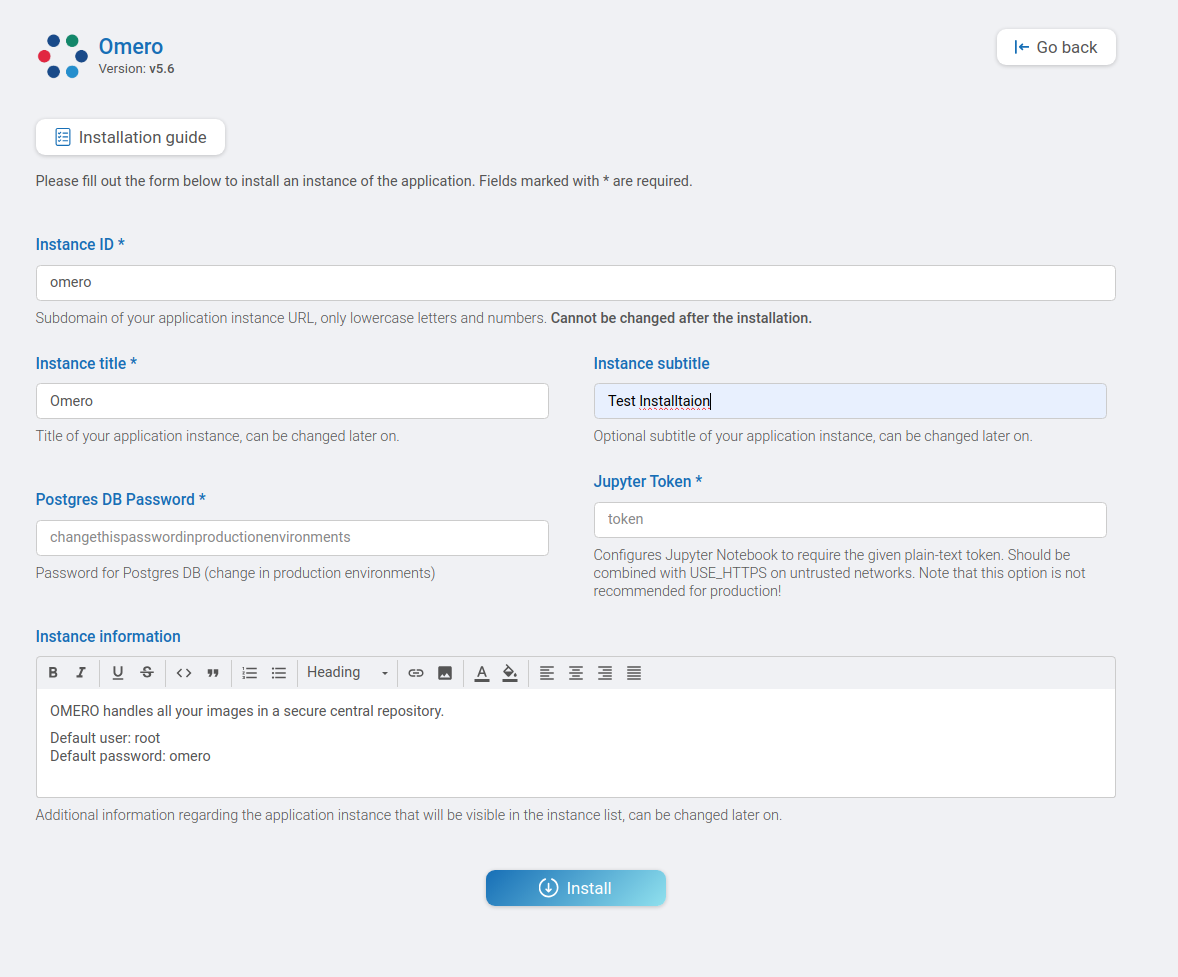 Omero
Version: v5.6
Go back
Installation guide
Please fill out the form below to install an instance of the application. Fields marked with * are required.
Instance ID *
omero
Subdomain of your application instance URL, only lowercase letters and numbers. Cannot be changed after the installation.
Instance title *
Omero
Title of your application instance, can be changed later on.
Instance subtitle
Test Installtaion
Optional subtitle of your application instance, can be changed later on.
Postgres DB Password *
changethispasswordinproductionenvironments
Password for Postgres DB (change in production environments)
Jupyter Token *
token
Configures Jupyter Notebook to require the given plain-text token. Should be
combined with USE_HTTPS on untrusted networks. Note that this option is not
recommended for production!
Instance information
B I U S Heading A
OMERO handles all your images in a secure central repository.
Default user: root
Default password: omero
Additional information regarding the application instance that will be visible in the instance list, can be changed later on.
Install